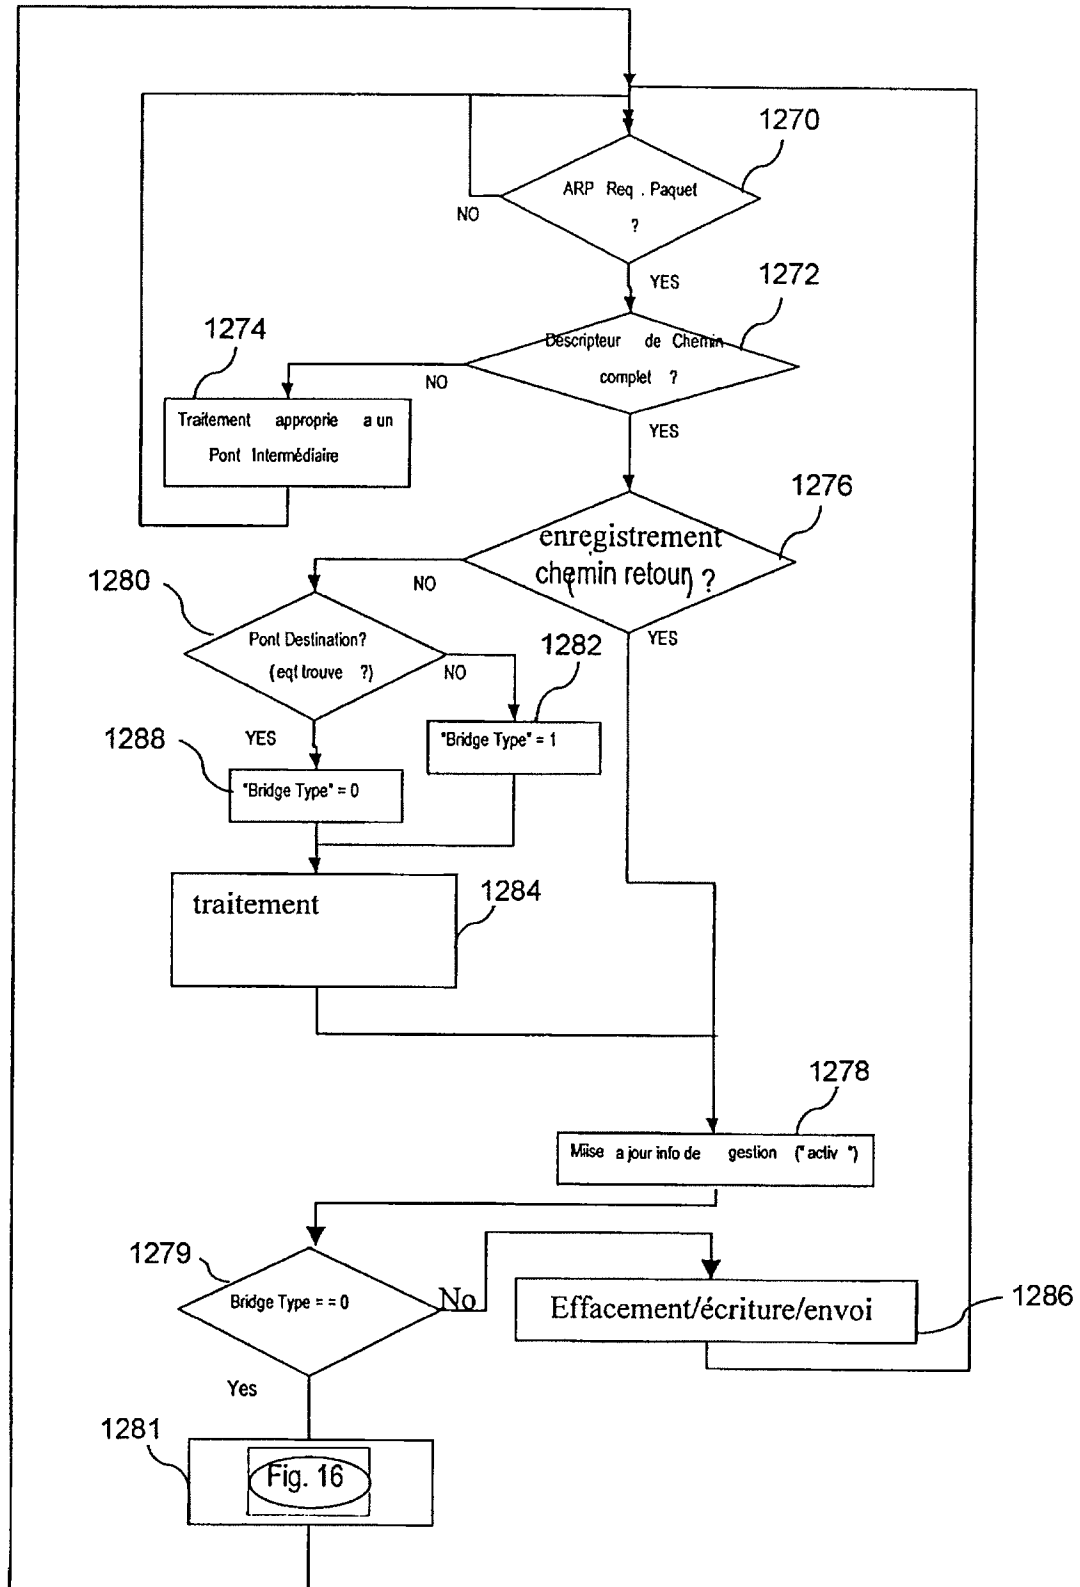 1270
ARP Req . Paquet
?
NO
YES
1272
Descripteur de Chemin
complet ?
NO
YES
1274
Traitement approprie a un
Pont Intermédiaire
1276
enregistrement
chemin retour) ?
NO
YES
1280
Pont Destination?
(eqt trouve ?)
NO
YES
1282
"Bridge Type" = 1
1288
"Bridge Type" = 0
1284
traitement
1278
Miise a jour info de gestion (" activ ")
1279
Bridge Type = = 0
No
Yes
Effacement/écriture/envoi
1286
1281
Fig. 16